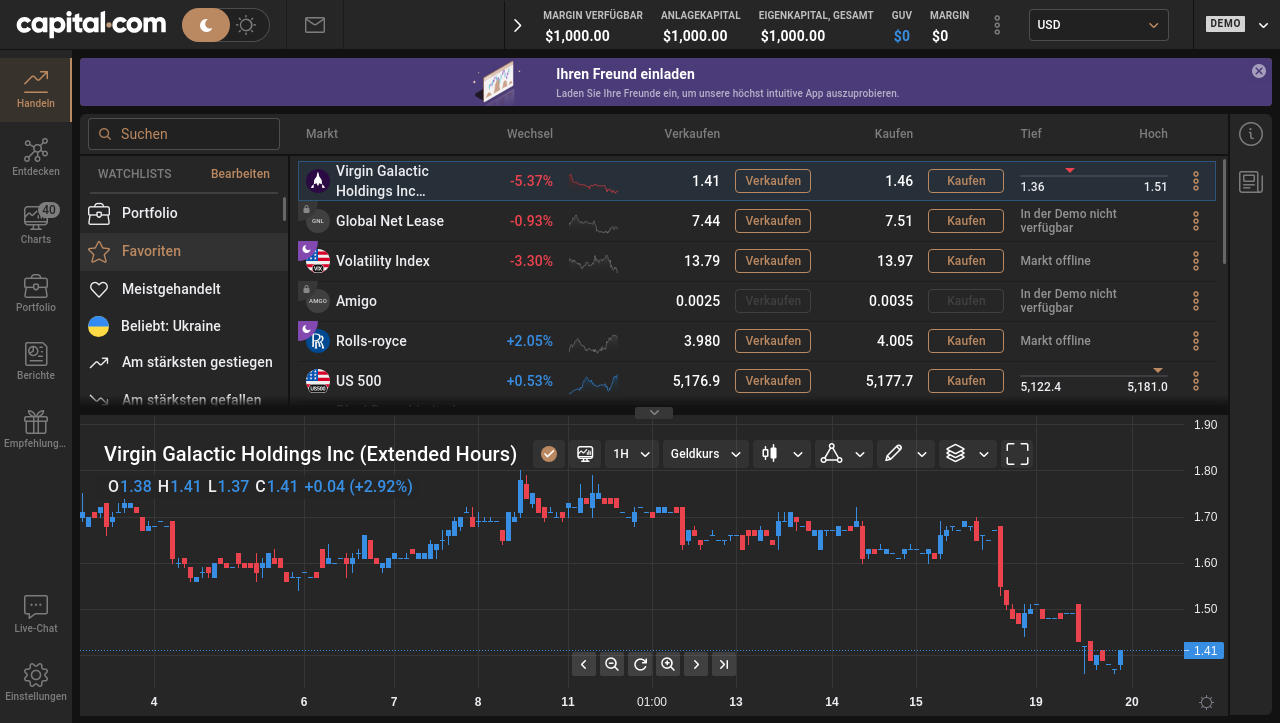 capital.com
MARGIN VERFÜGBAR ANLAGEKAPITAL EIGENKAPITAL, GESAMT GUV MARGIN
$1,000.00 $1,000.00 $1,000.00 $0 $0
USD
DEMO
Handeln
Entdecken
40
Charts
Portfolio
Berichte
Empfehlung...
Live-Chat
Einstellungen
Ihren Freund einladen
Laden Sie Ihre Freunde ein, um unsere höchst intuitive App auszuprobieren.
Suchen
WATCHLISTS Bearbeiten
Portfolio
Favoriten
Meistgehandelt
Beliebt: Ukraine
Am stärksten gestiegen
Am stärksten gefallen
Markt Wechsel Verkaufen Kaufen Tief Hoch
Virgin Galactic
Holdings Inc... -5.37% 1.41 Verkaufen 1.46 Kaufen 1.36 1.51
GNL Global Net Lease -0.93% 7.44 Verkaufen 7.51 Kaufen In der Demo nicht
verfügbar
VIX Volatility Index -3.30% 13.79 Verkaufen 13.97 Kaufen Markt offline
AMGO Amigo 0.0025 Verkaufen 0.0035 Kaufen In der Demo nicht
verfügbar
Rolls-royce +2.05% 3.980 Verkaufen 4.005 Kaufen Markt offline
US500 US 500 +0.53% 5,176.9 Verkaufen 5,177.7 Kaufen 5,122.4 5,181.0
Virgin Galactic Holdings Inc (Extended Hours) 1H Geldkurs
O1.38 H1.41 L1.37 C1.41 +0.04 (+2.92%)
1.90
1.80
1.70
1.60
1.50
1.41
4 6 7 8 11 01:00 13 14 15 19 20